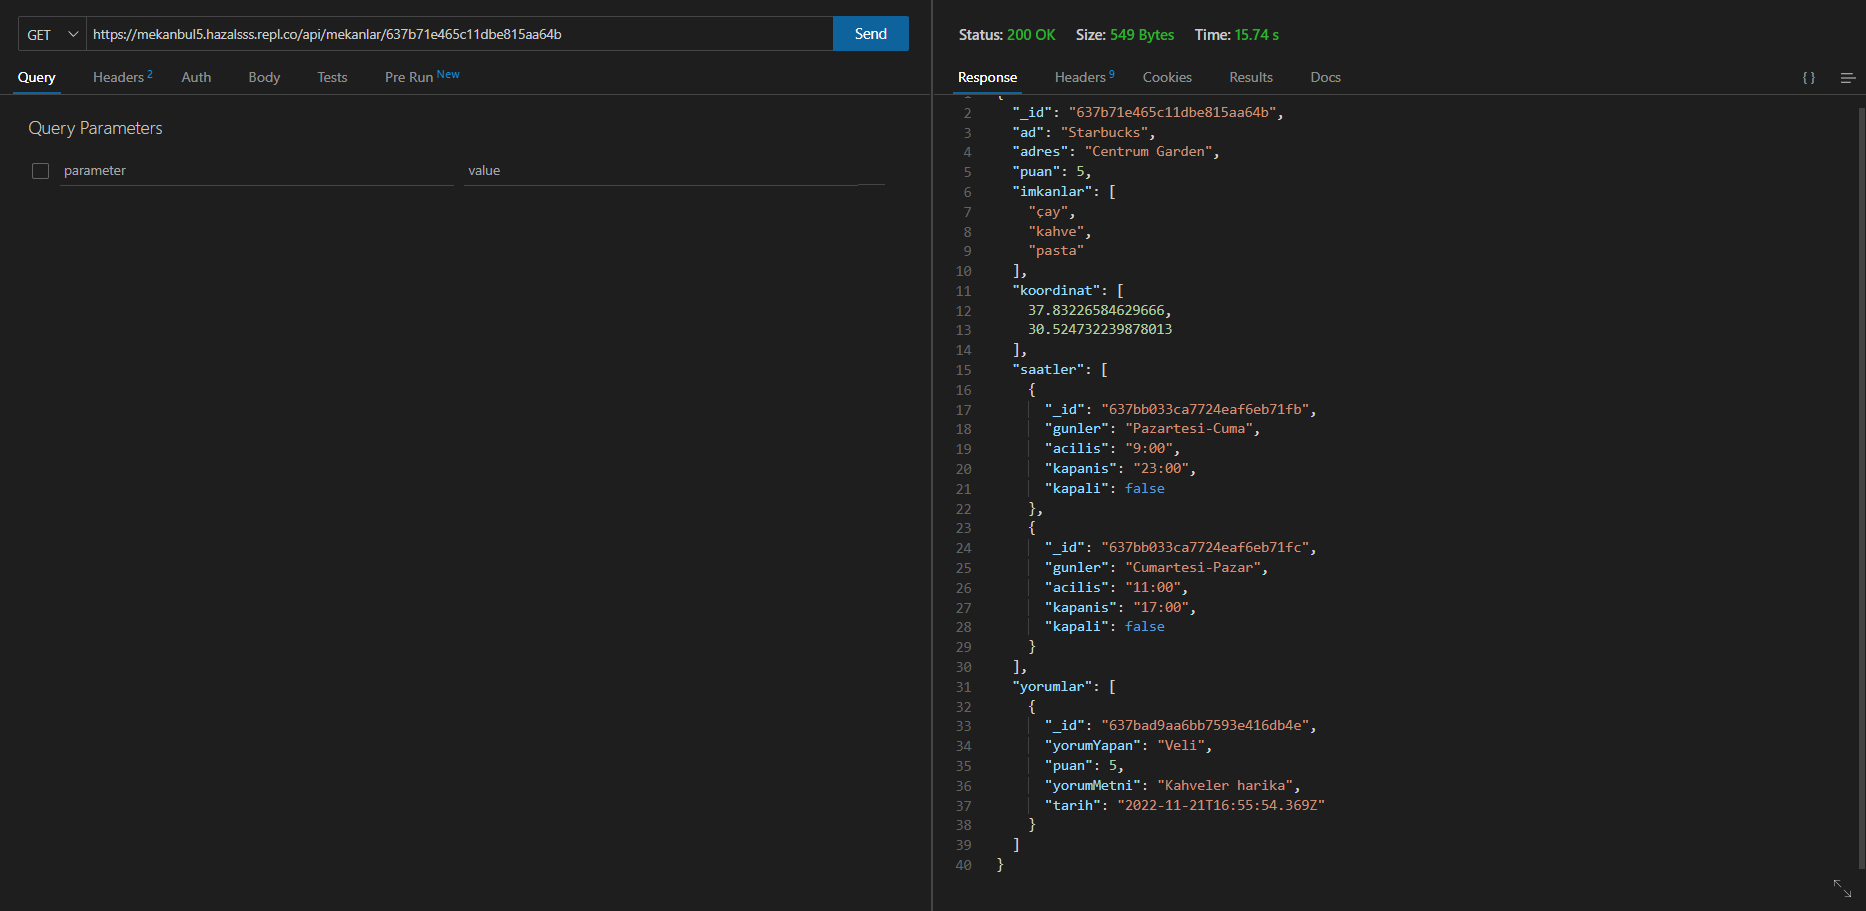 GET https://mekanbul5.hazalsss.repl.co/api/mekanlar/637b71e465c11dbe815aa64b Send
Query Headers 2 Auth Body Tests Pre Run New
Query Parameters
parameter value
Status: 200 OK Size: 549 Bytes Time: 15.74 s
Response Headers 9 Cookies Results Docs { }
1 {
2 "_id": "637b71e465c11dbe815aa64b",
3 "ad": "Starbucks",
4 "adres": "Centrum Garden",
5 "puan": 5,
6 "imkanlar": [
7 "çay",
8 "kahve",
9 "pasta"
10 ],
11 "koordinat": [
12 37.83226584629666,
13 30.524732239878013
14 ],
15 "saatler": [
16 {
17 "_id": "637bb033ca7724eaf6eb71fb",
18 "gunler": "Pazartesi-Cuma",
19 "acilis": "9:00",
20 "kapanis": "23:00",
21 "kapali": false
22 },
23 {
24 "_id": "637bb033ca7724eaf6eb71fc",
25 "gunler": "Cumartesi-Pazar",
26 "acilis": "11:00",
27 "kapanis": "17:00",
28 "kapali": false
29 }
30 ],
31 "yorumlar": [
32 {
33 "_id": "637bad9aa6bb7593e416db4e",
34 "yorumYapan": "Veli",
35 "puan": 5,
36 "yorumMetni": "Kahveler harika",
37 "tarih": "2022-11-21T16:55:54.369Z"
38 }
39 ]
40 }